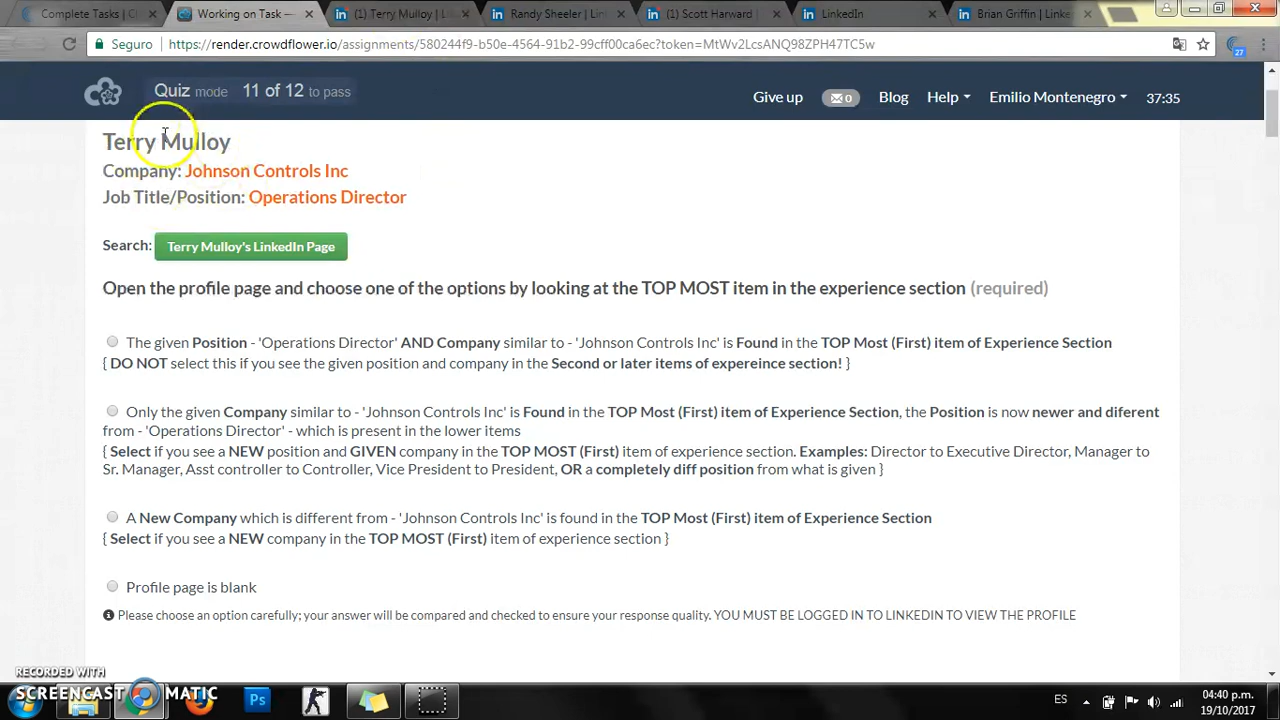 Complete Tasks | C
Working on Task —
(1) Terry Mulloy | L
Randy Sheeler | Lin
(1) Scott Harward |
LinkedIn
Brian Griffin | Linke
Seguro
https://render.crowdflower.io/assignments/580244f9-b50e-4564-91b2-99cff00ca6ec?token=MtWv2LcsANQ98ZPH47TC5w
27
Quiz mode 11 of 12 to pass
Give up
0
Blog
Help
Emilio Montenegro
37:35
Terry Mulloy
Company: Johnson Controls Inc
Job Title/Position: Operations Director
Search: Terry Mulloy's LinkedIn Page
Open the profile page and choose one of the options by looking at the TOP MOST item in the experience section (required)
The given Position - 'Operations Director' AND Company similar to - 'Johnson Controls Inc' is Found in the TOP Most (First) item of Experience Section
{ DO NOT select this if you see the given position and company in the Second or later items of expereince section! }
Only the given Company similar to - 'Johnson Controls Inc' is Found in the TOP Most (First) item of Experience Section, the Position is now newer and diferent
from - 'Operations Director' - which is present in the lower items
{ Select if you see a NEW position and GIVEN company in the TOP MOST (First) item of experience section. Examples: Director to Executive Director, Manager to
Sr. Manager, Asst controller to Controller, Vice President to President, OR a completely diff position from what is given }
A New Company which is different from - 'Johnson Controls Inc' is found in the TOP Most (First) item of Experience Section
{ Select if you see a NEW company in the TOP MOST (First) item of experience section }
Profile page is blank
Please choose an option carefully; your answer will be compared and checked to ensure your response quality. YOU MUST BE LOGGED IN TO LINKEDIN TO VIEW THE PROFILE
RECORDED WITH
SCREENCAST MATIC
Ps
ES
04:40 p.m.
19/10/2017